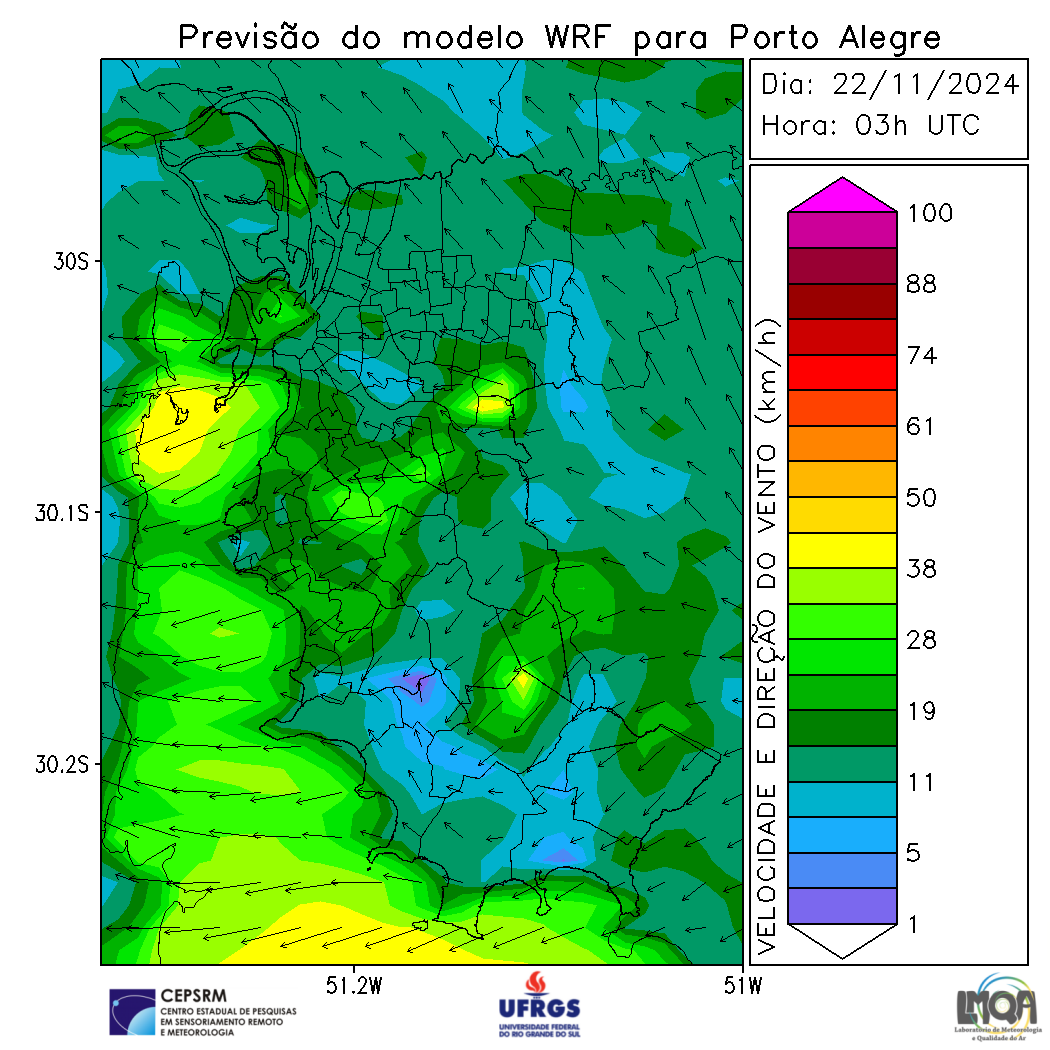 Previsão do modelo WRF para Porto Alegre
Dia: 22/11/2024
Hora: 03h UTC
30S
30.1S
30.2S
51.2W
51W
VELOCIDADE E DIREÇÃO DO VENTO (km/h)
100
88
74
61
50
38
28
19
11
5
1
CEPSRM
CENTRO ESTADUAL DE PESQUISAS
EM SENSORIAMENTO REMOTO
E METEOROLOGIA
UFRGS
UNIVERSIDADE FEDERAL
DO RIO GRANDE DO SUL
LMQA
Laboratório de Meteorologia
e Qualidade do Ar